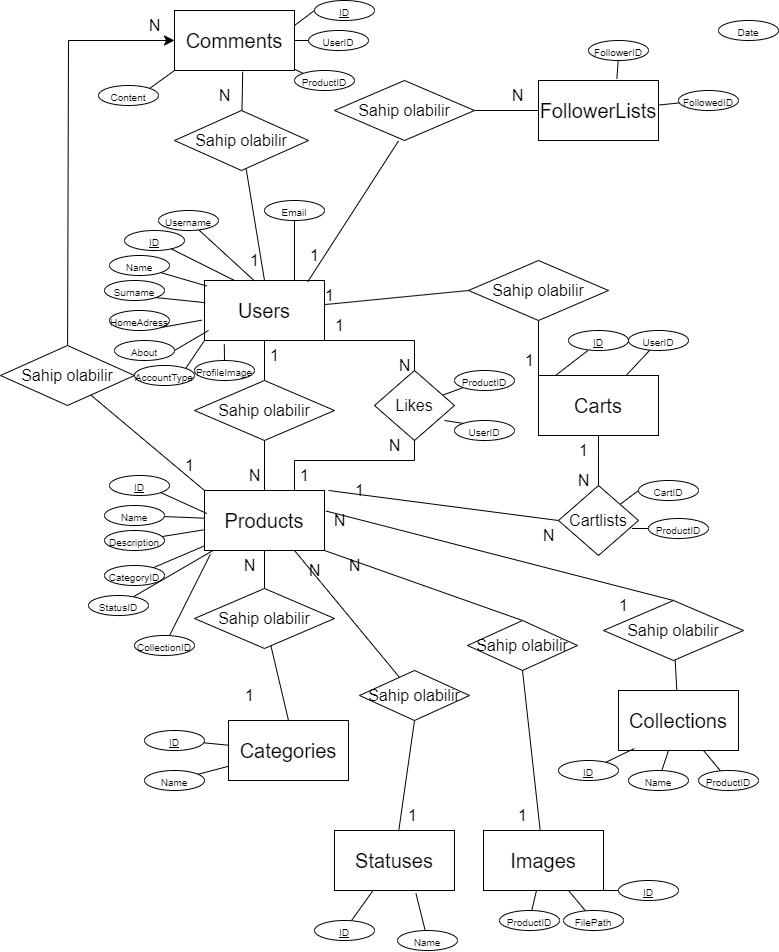 ID
N
Comments
UserID
Date
FollowerID
ProductID
Content
N
N
Sahip olabilir
FollowerLists
FollowedID
Sahip olabilir
Username
Email
ID
1
1
Name
Surname
1
Sahip olabilir
Users
HomeAdress
1
ID
UserID
About
1
1
N
Sahip olabilir
AccountType
ProfileImage
ProductID
Sahip olabilir
Likes
Carts
UserID
N
1
1
N
1
N
ID
1
CartID
Name
Products
N
Cartlists
ProductID
N
Description
N
N
N
CategoryID
StatusID
1
Sahip olabilir
Sahip olabilir
CollectionID
Sahip olabilir
1
Sahip olabilir
Collections
ID
Categories
Name
ID
Name
ProductID
1
1
Statuses
Images
ID
ID
Name
ProductID
FilePath